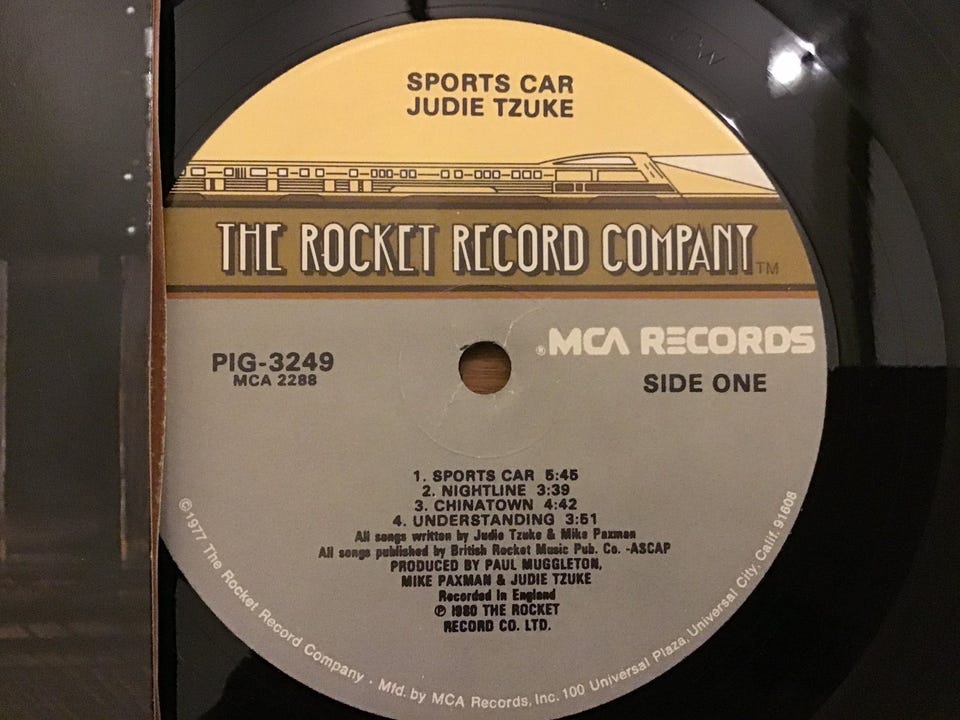 SPORTS CAR
JUDIE TZUKE
THE ROCKET RECORD COMPANY™
®MCA RECORDS
PIG-3249
MCA 2288
SIDE ONE
1. SPORTS CAR 5:45
2. NIGHTLINE 3:39
3. CHINATOWN 4:42
4. UNDERSTANDING 3:51
All songs written by Judie Tzuke & Mike Paxman
All songs published by British Rocket Music Pub. Co. -ASCAP
PRODUCED BY PAUL MUGGLETON,
MIKE PAXMAN & JUDIE TZUKE
Recorded in England
℗ 1980 THE ROCKET
RECORD CO. LTD.
©1977 The Rocket Record Company · Mfd. by MCA Records, Inc. 100 Universal Plaza, Universal City, Calif. 91608